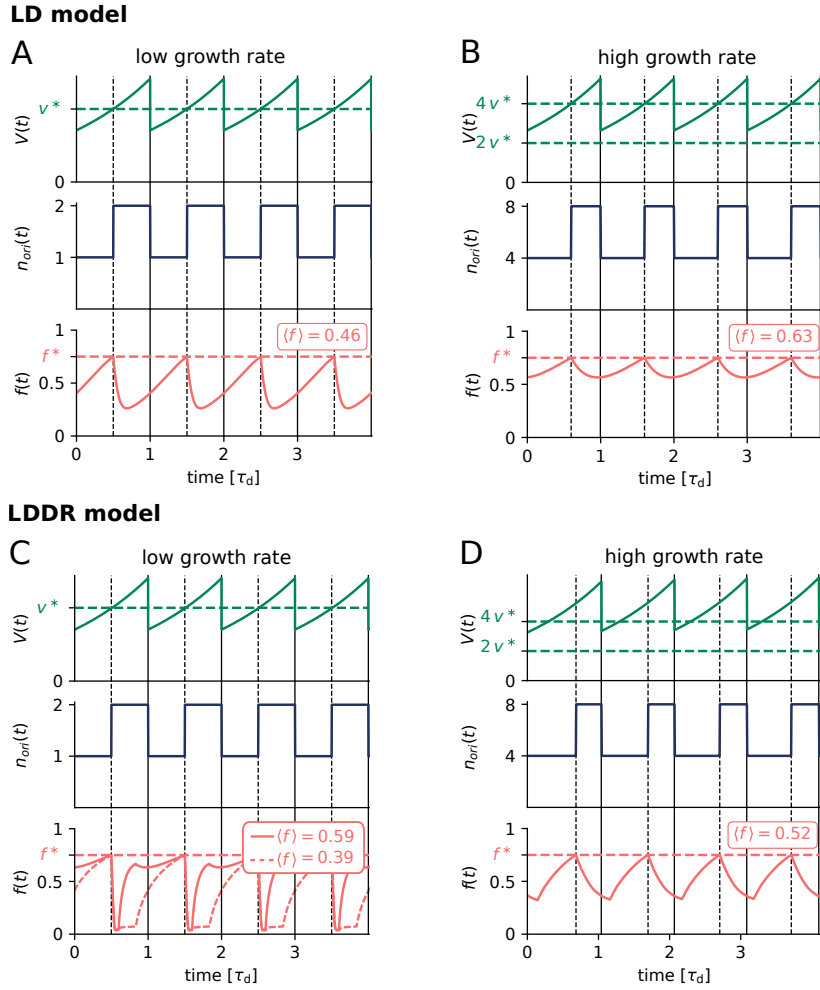 LD model
A
low growth rate
v*
V(t)
0
2
1
n_ori(t)
1
f*
0.5
0
f(t)
⟨f⟩ = 0.46
0 1 2 3
time [τ_d]
B
high growth rate
4v*
2v*
V(t)
0
8
4
n_ori(t)
1
f*
0.5
0
f(t)
⟨f⟩ = 0.63
0 1 2 3
time [τ_d]
LDDR model
C
low growth rate
v*
V(t)
0
2
1
n_ori(t)
1
f*
0.5
0
f(t)
⟨f⟩ = 0.59
⟨f⟩ = 0.39
0 1 2 3
time [τ_d]
D
high growth rate
4v*
2v*
V(t)
0
8
4
n_ori(t)
1
f*
0.5
0
f(t)
⟨f⟩ = 0.52
0 1 2 3
time [τ_d]